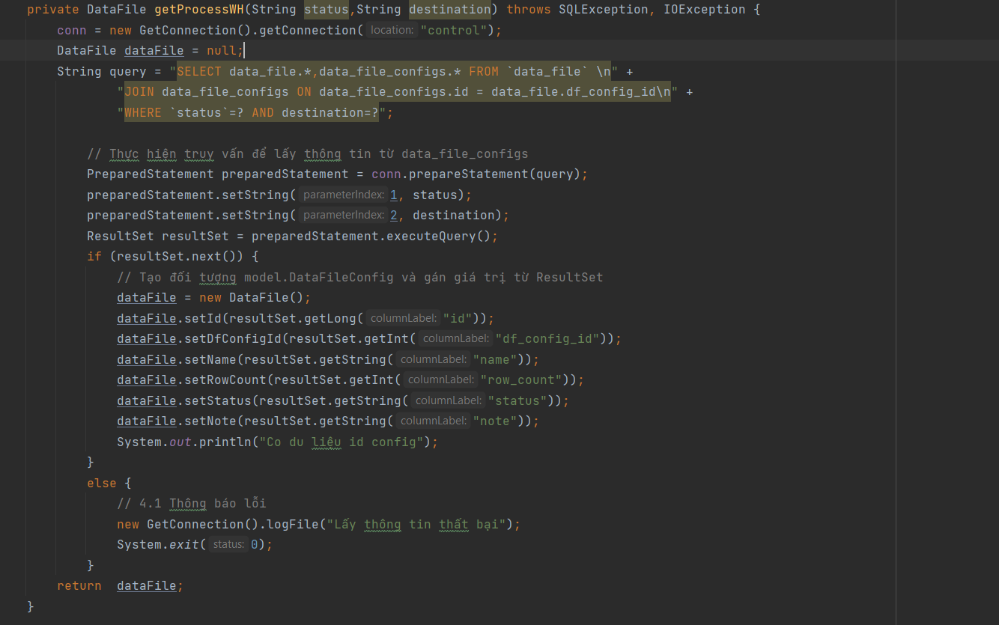 private DataFile getProcessWH(String status,String destination) throws SQLException, IOException {
conn = new GetConnection().getConnection( location: "control");
DataFile dataFile = null;
String query = "SELECT data_file.*,data_file_configs.* FROM `data_file` \n" +
"JOIN data_file_configs ON data_file_configs.id = data_file.df_config_id\n" +
"WHERE `status`=? AND destination=?";
// Thực hiện truy vấn để lấy thông tin từ data_file_configs
PreparedStatement preparedStatement = conn.prepareStatement(query);
preparedStatement.setString( parameterIndex: 1, status);
preparedStatement.setString( parameterIndex: 2, destination);
ResultSet resultSet = preparedStatement.executeQuery();
if (resultSet.next()) {
// Tạo đối tượng model.DataFileConfig và gán giá trị từ ResultSet
dataFile = new DataFile();
dataFile.setId(resultSet.getLong( columnLabel: "id"));
dataFile.setDfConfigId(resultSet.getInt( columnLabel: "df_config_id"));
dataFile.setName(resultSet.getString( columnLabel: "name"));
dataFile.setRowCount(resultSet.getInt( columnLabel: "row_count"));
dataFile.setStatus(resultSet.getString( columnLabel: "status"));
dataFile.setNote(resultSet.getString( columnLabel: "note"));
System.out.println("Co du liệu id config");
}
else {
// 4.1 Thông báo lỗi
new GetConnection().logFile("Lấy thông tin thất bại");
System.exit( status: 0);
}
return  dataFile;
}